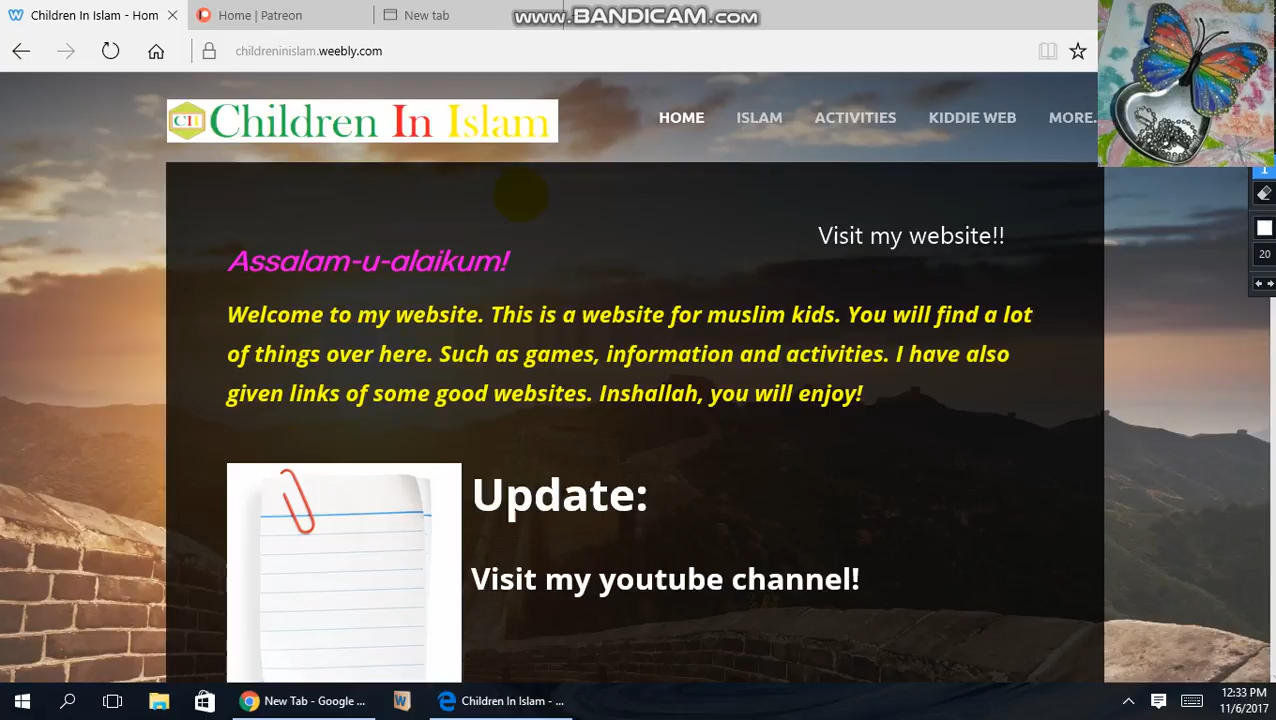 Children In Islam - Hom
Home | Patreon
New tab
www.BANDICAM.com
childreninislam.weebly.com
CII Children In Islam
HOME ISLAM ACTIVITIES KIDDIE WEB MORE.
1
20
Visit my website!!
Assalam-u-alaikum!
Welcome to my website. This is a website for muslim kids. You will find a lot
of things over here. Such as games, information and activities. I have also
given links of some good websites. Inshallah, you will enjoy!
Update:
Visit my youtube channel!
New Tab - Google ...
Children In Islam - ...
12:33 PM
11/6/2017